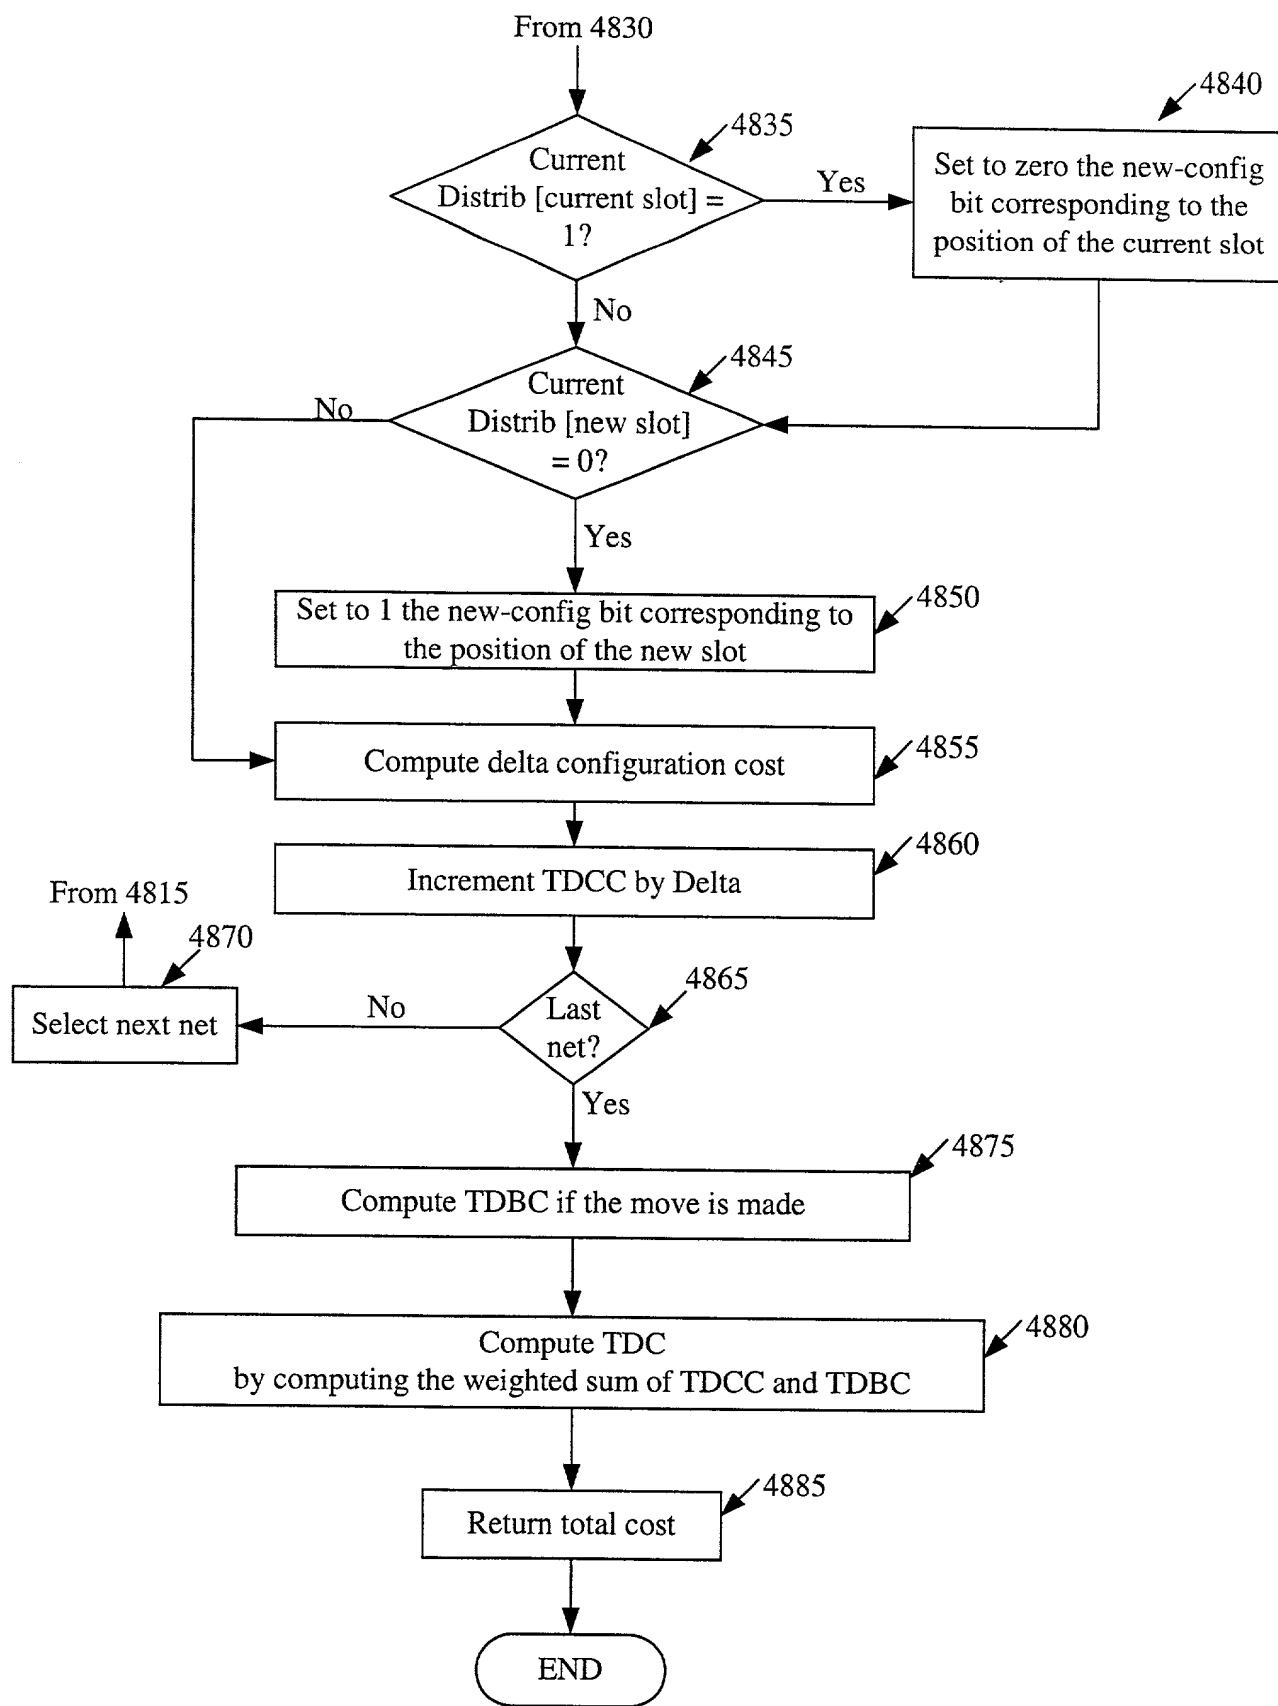 From 4830
4835
4840
Current
Distrib [current slot] =
1?
Yes
Set to zero the new-config
bit corresponding to the
position of the current slot
No
4845
Current
Distrib [new slot]
= 0?
No
Yes
4850
Set to 1 the new-config bit corresponding to
the position of the new slot
4855
Compute delta configuration cost
4860
Increment TDCC by Delta
From 4815
4870
4865
Select next net
No
Last
net?
Yes
4875
Compute TDBC if the move is made
4880
Compute TDC
by computing the weighted sum of TDCC and TDBC
4885
Return total cost
END